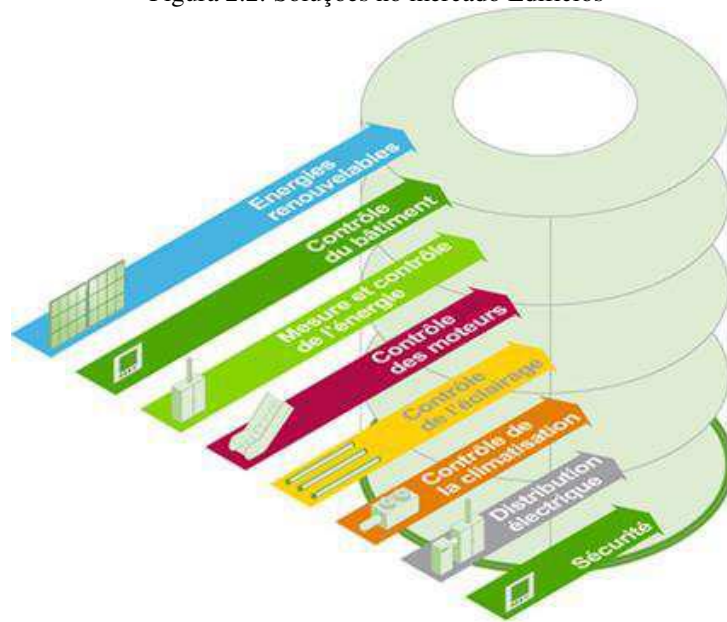 Figura 2.2: Soluções no mercado Edifícios
Energies
renouvelables
Contrôle
du bâtiment
Mesure et contrôle
de l'énergie
Contrôle
des moteurs
Contrôle
de l'éclairage
Contrôle de
la climatisation
Distribution
électrique
Sécurité